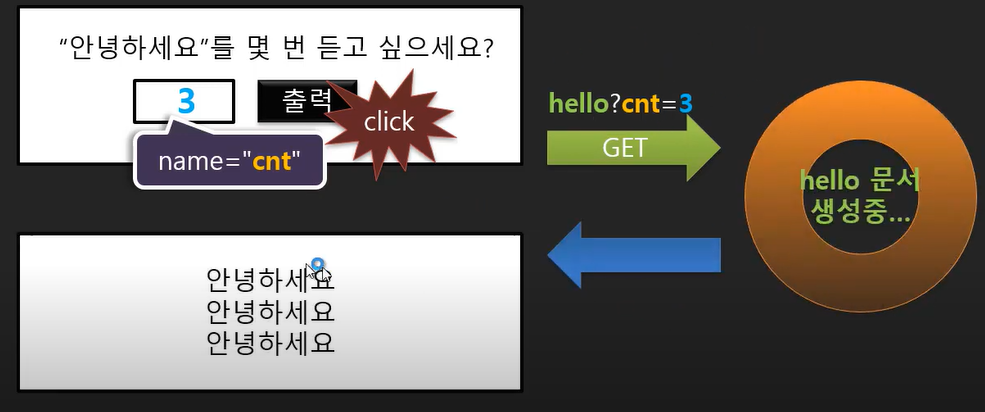 “안녕하세요”를 몇 번 듣고 싶으세요?
3
출력
click
name="cnt"
hello?cnt=3
GET
hello 문서
생성중...
안녕하세요
안녕하세요
안녕하세요